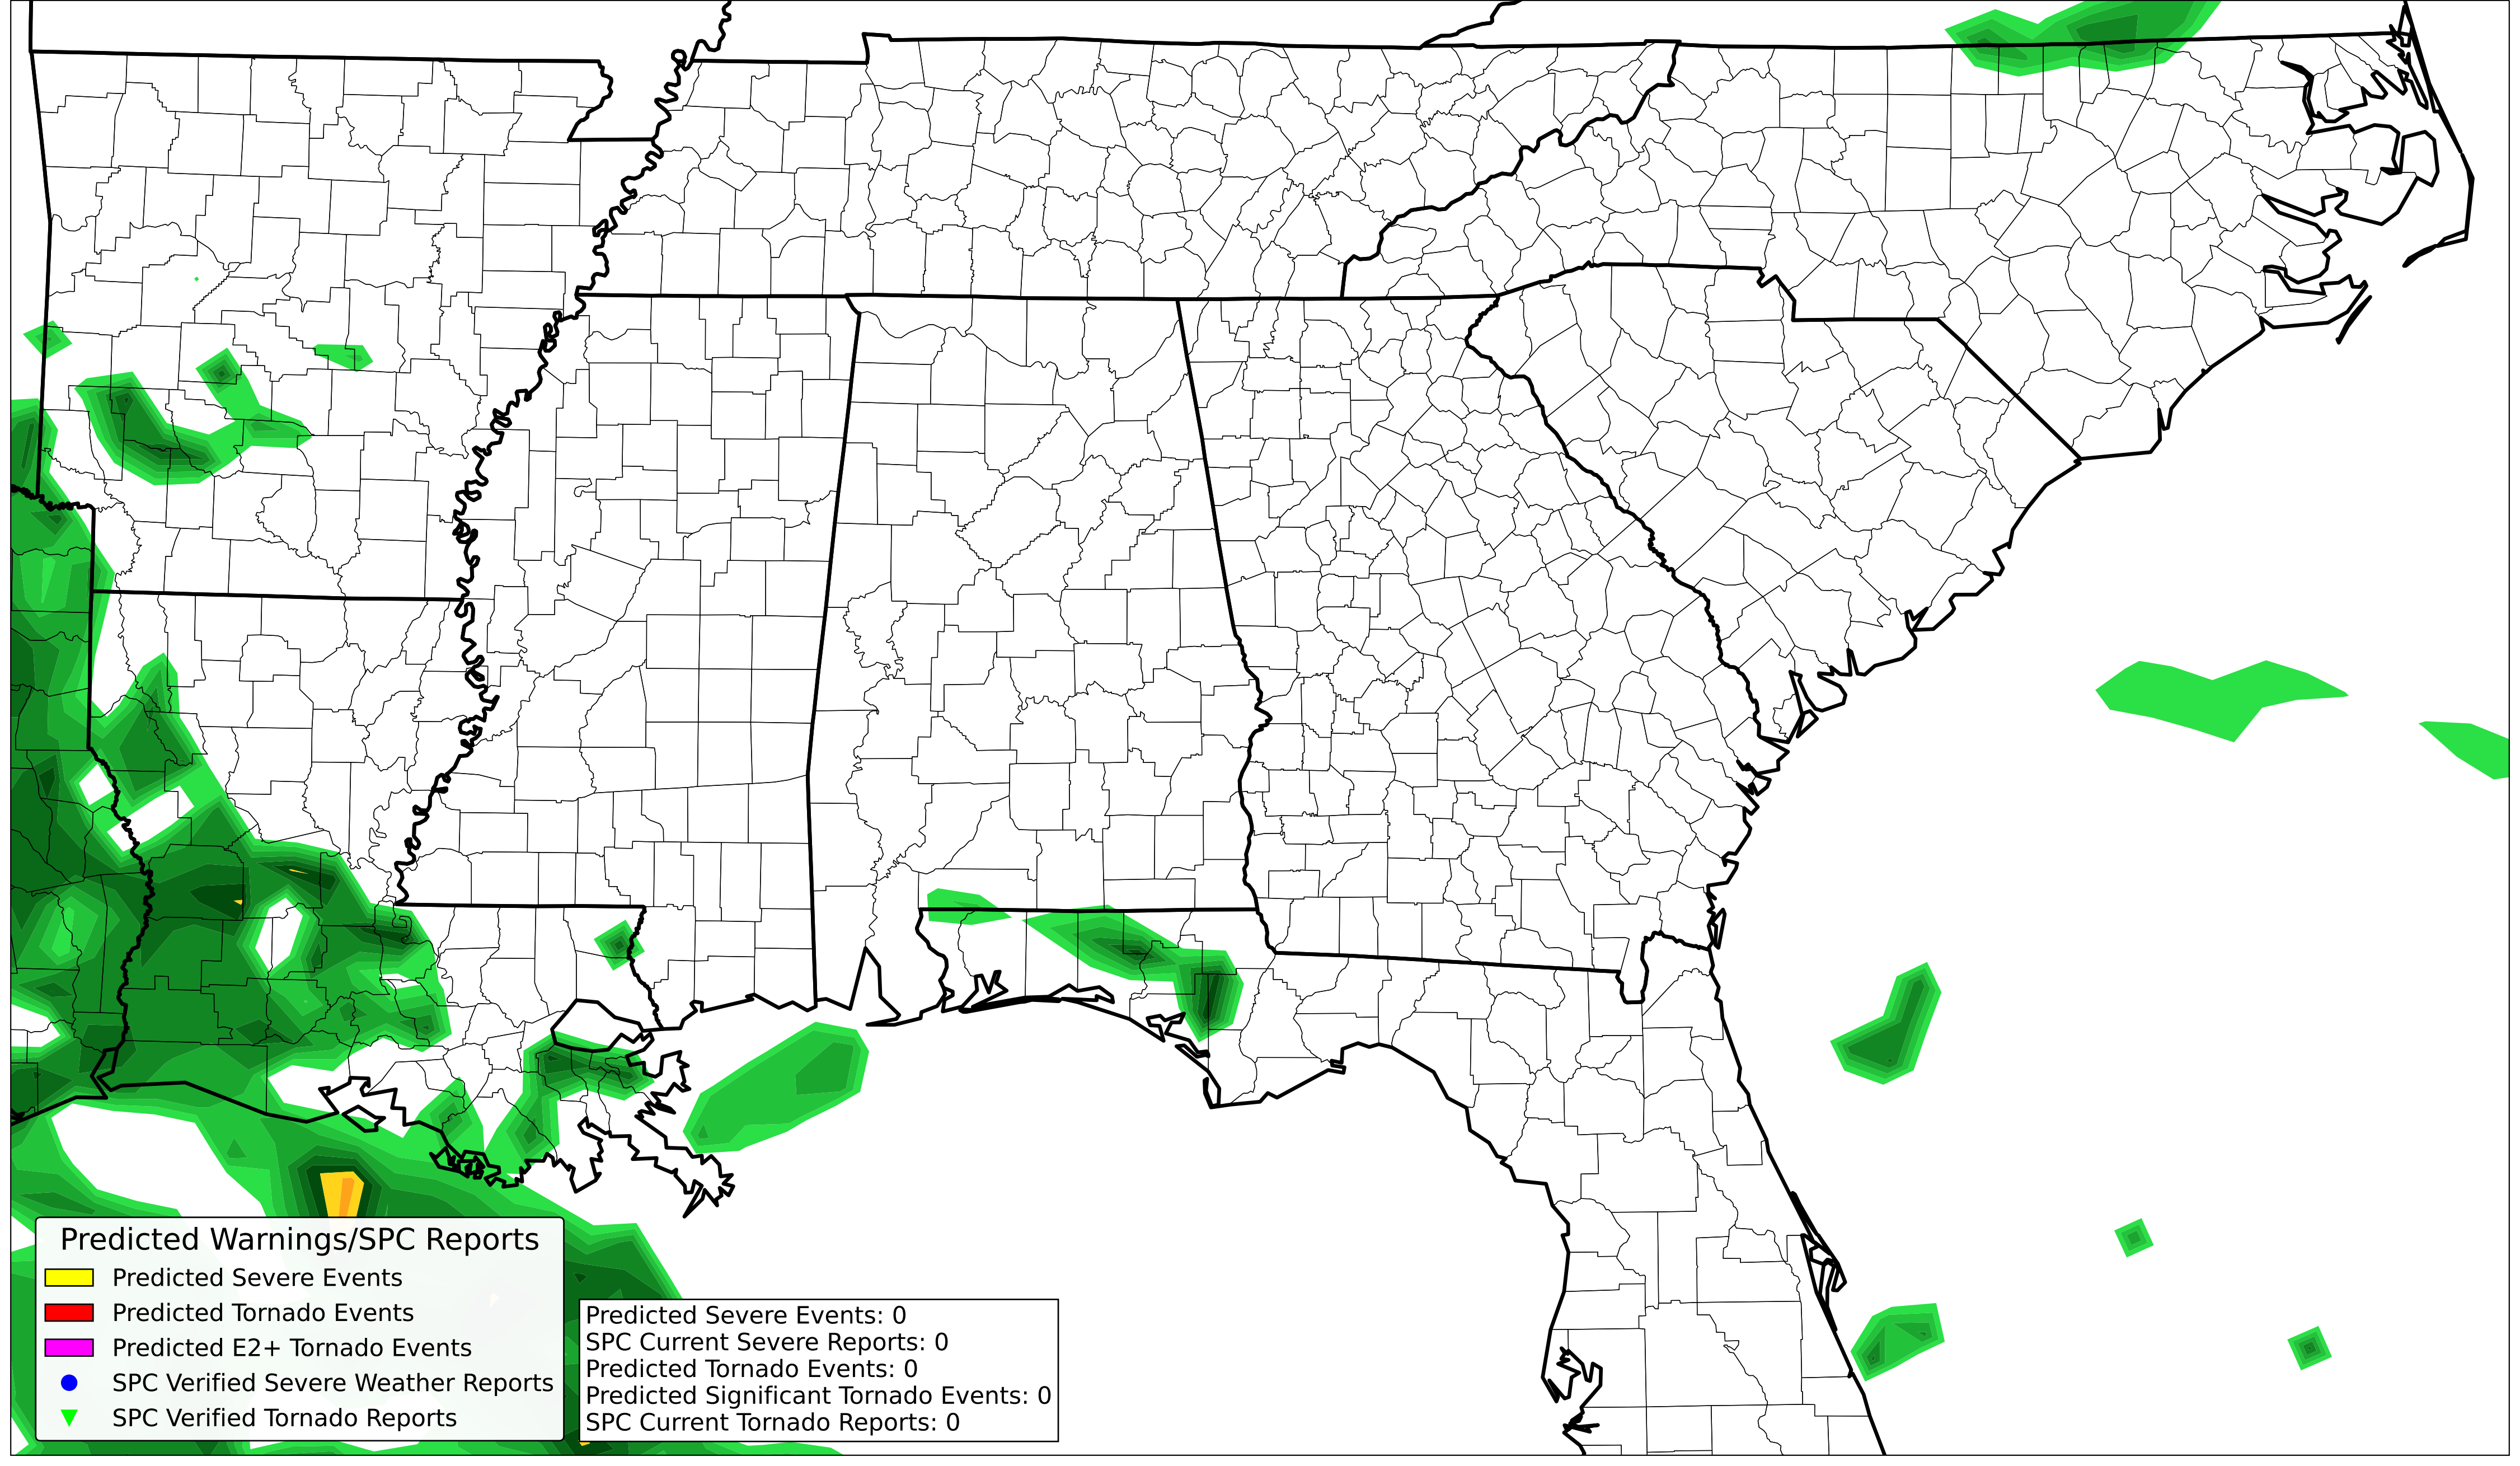 Predicted Warnings/SPC Reports
Predicted Severe Events
Predicted Tornado Events
Predicted E2+ Tornado Events
SPC Verified Severe Weather Reports
SPC Verified Tornado Reports
Predicted Severe Events: 0
SPC Current Severe Reports: 0
Predicted Tornado Events: 0
Predicted Significant Tornado Events: 0
SPC Current Tornado Reports: 0